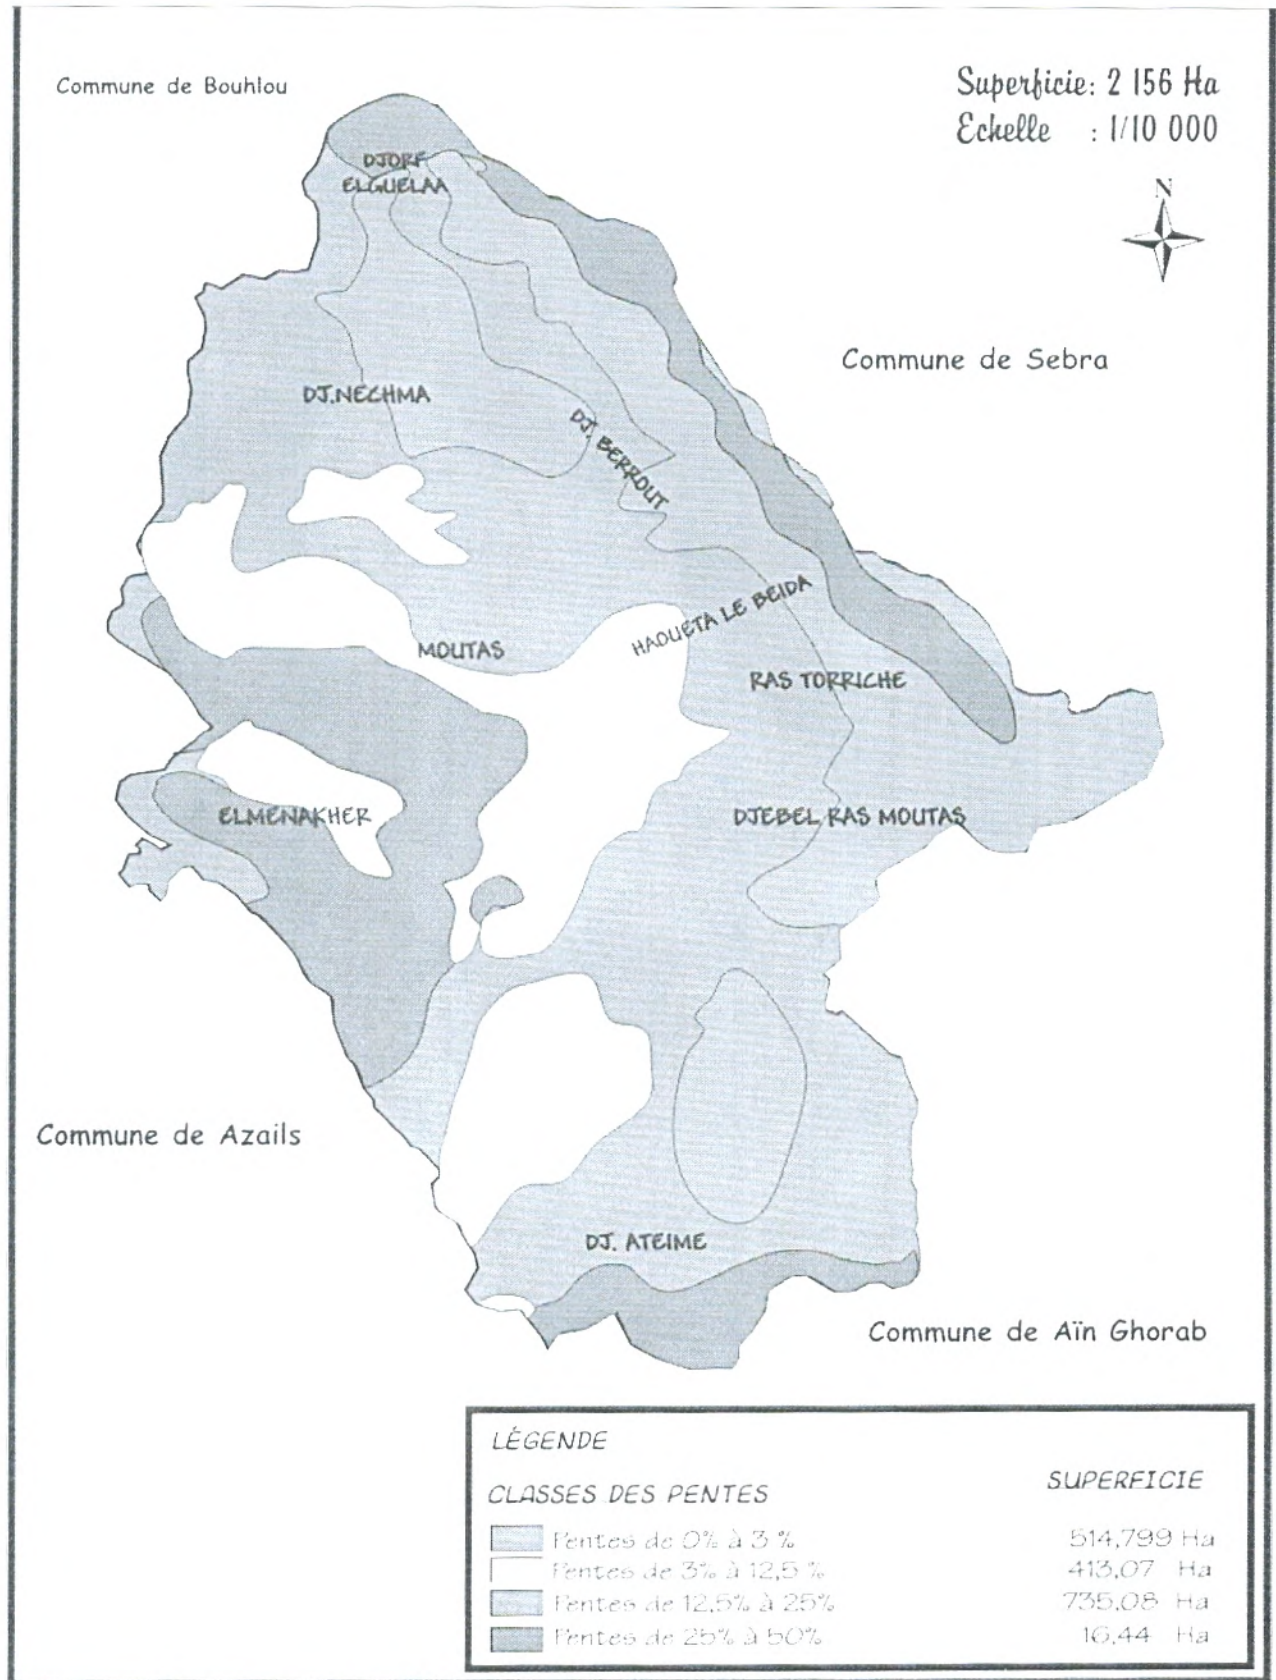 Commune de Bouhlou
Superficie: 2 156 Ha
Echelle : 1/10 000
N
DJORF
ELGUELAA
Commune de Sebra
DJ.NECHMA
DJ. BERROUT
HAOUETA LE BEIDA
MOUTAS
RAS TORRICHE
ELMENAKHER
DJEBEL RAS MOUTAS
Commune de Azails
DJ. ATEIME
Commune de Aïn Ghorab
LÉGENDE
CLASSES DES PENTES SUPERFICIE
Pentes de 0% à 3 % 514,799 Ha
Pentes de 3% à 12,5 % 413,07 Ha
Pentes de 12,5% à 25% 735,08 Ha
Pentes de 25% à 50% 16,44 Ha